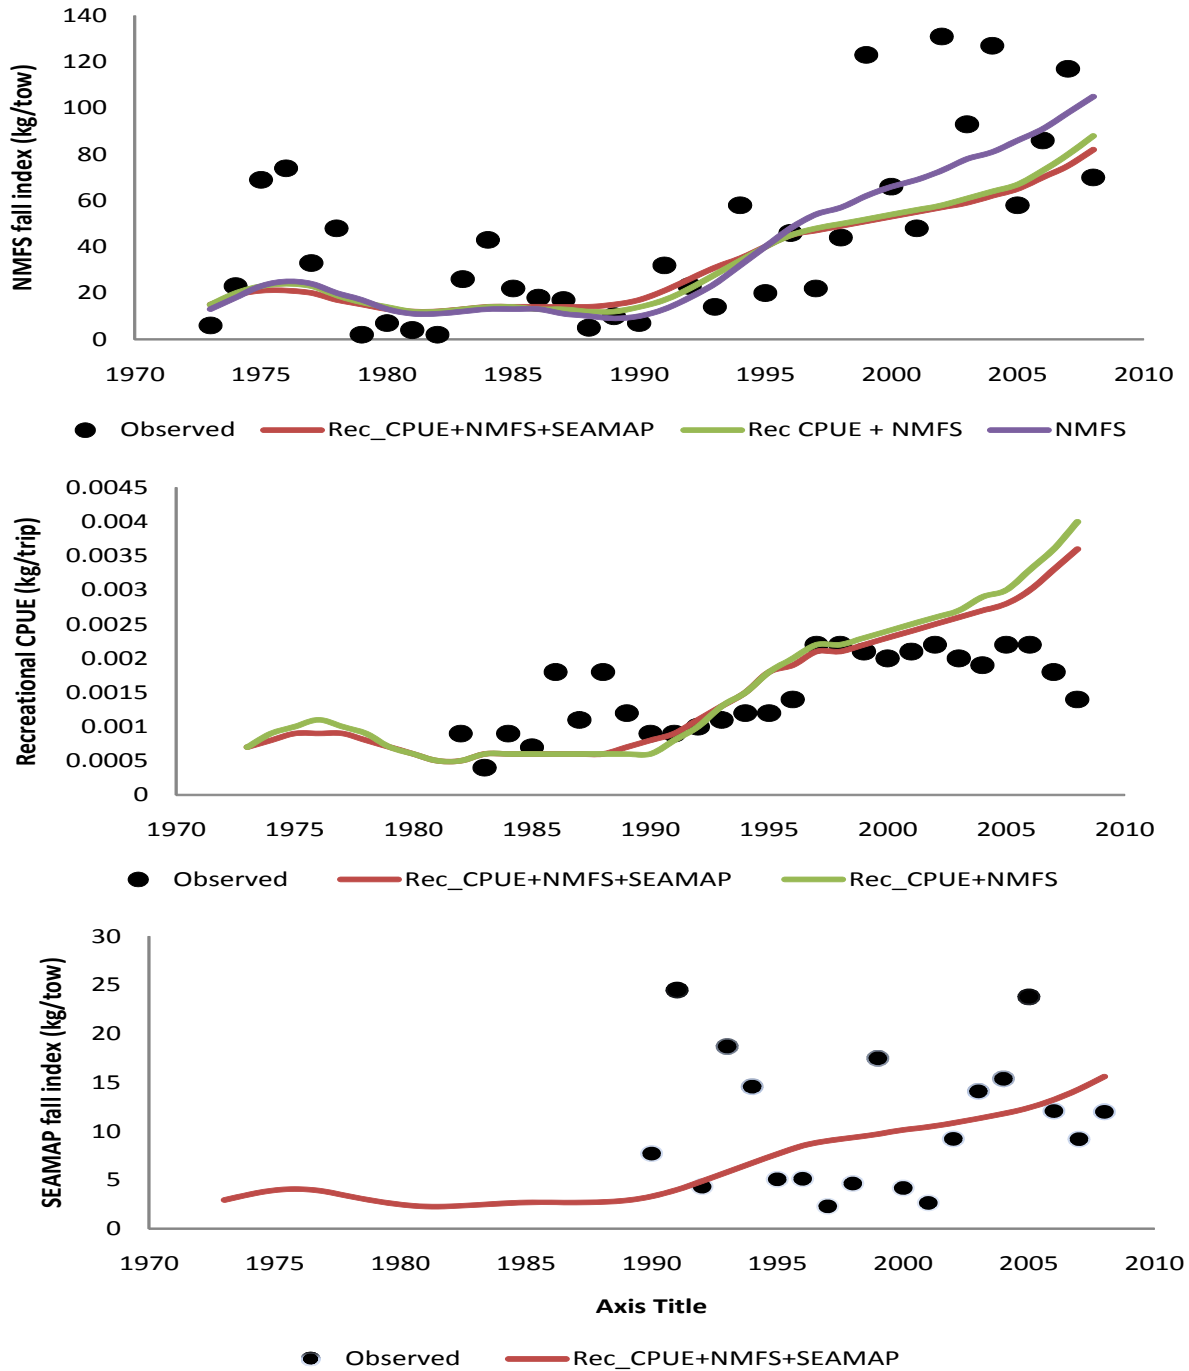 NMFS fall index (kg/tow)
140
120
100
80
60
40
20
0
1970 1975 1980 1985 1990 1995 2000 2005 2010
Observed Rec_CPUE+NMFS+SEAMAP Rec CPUE + NMFS NMFS
Recreational CPUE (kg/trip)
0.0045
0.004
0.0035
0.003
0.0025
0.002
0.0015
0.001
0.0005
0
1970 1975 1980 1985 1990 1995 2000 2005 2010
Observed Rec_CPUE+NMFS+SEAMAP Rec_CPUE+NMFS
SEAMAP fall index (kg/tow)
30
25
20
15
10
5
0
1970 1975 1980 1985 1990 1995 2000 2005 2010
Axis Title
Observed Rec_CPUE+NMFS+SEAMAP